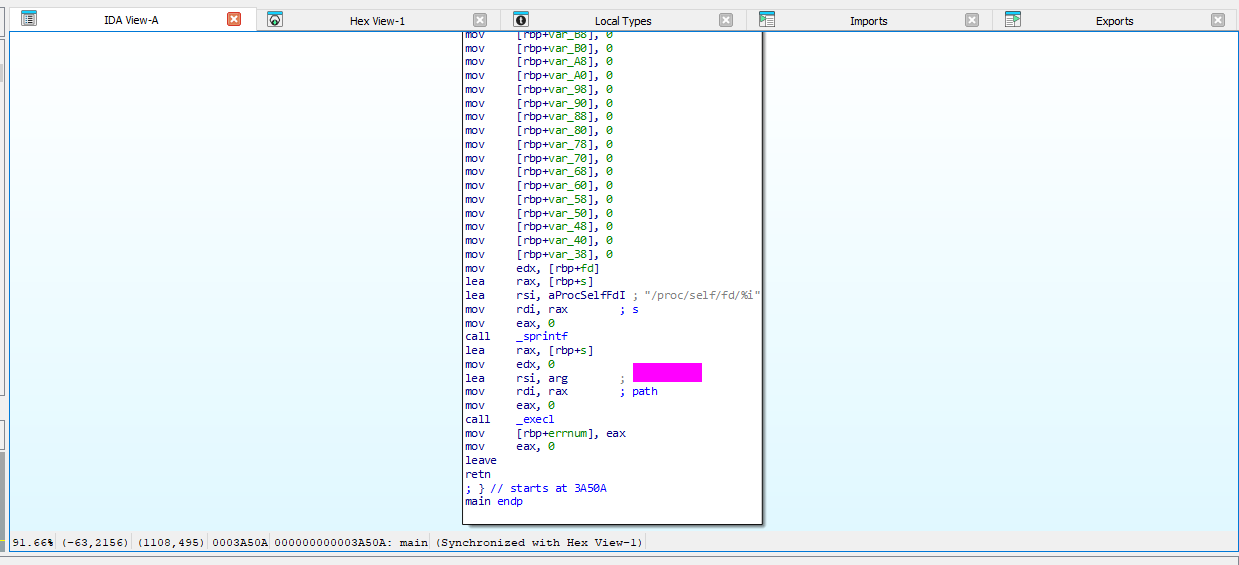 IDA View-A Hex View-1 Local Types Imports Exports
mov [rbp+var_B8], 0
mov [rbp+var_B0], 0
mov [rbp+var_A8], 0
mov [rbp+var_A0], 0
mov [rbp+var_98], 0
mov [rbp+var_90], 0
mov [rbp+var_88], 0
mov [rbp+var_80], 0
mov [rbp+var_78], 0
mov [rbp+var_70], 0
mov [rbp+var_68], 0
mov [rbp+var_60], 0
mov [rbp+var_58], 0
mov [rbp+var_50], 0
mov [rbp+var_48], 0
mov [rbp+var_40], 0
mov [rbp+var_38], 0
mov edx, [rbp+fd]
lea rax, [rbp+s]
lea rsi, aProcSelfFdI ; "/proc/self/fd/%i"
mov rdi, rax ; s
mov eax, 0
call _sprintf
lea rax, [rbp+s]
mov edx, 0
lea rsi, arg ;
mov rdi, rax ; path
mov eax, 0
call _execl
mov [rbp+errnum], eax
mov eax, 0
leave
retn
; } // starts at 3A50A
main endp
91.66% (-63,2156) (1108,495) 0003A50A 000000000003A50A: main (Synchronized with Hex View-1)